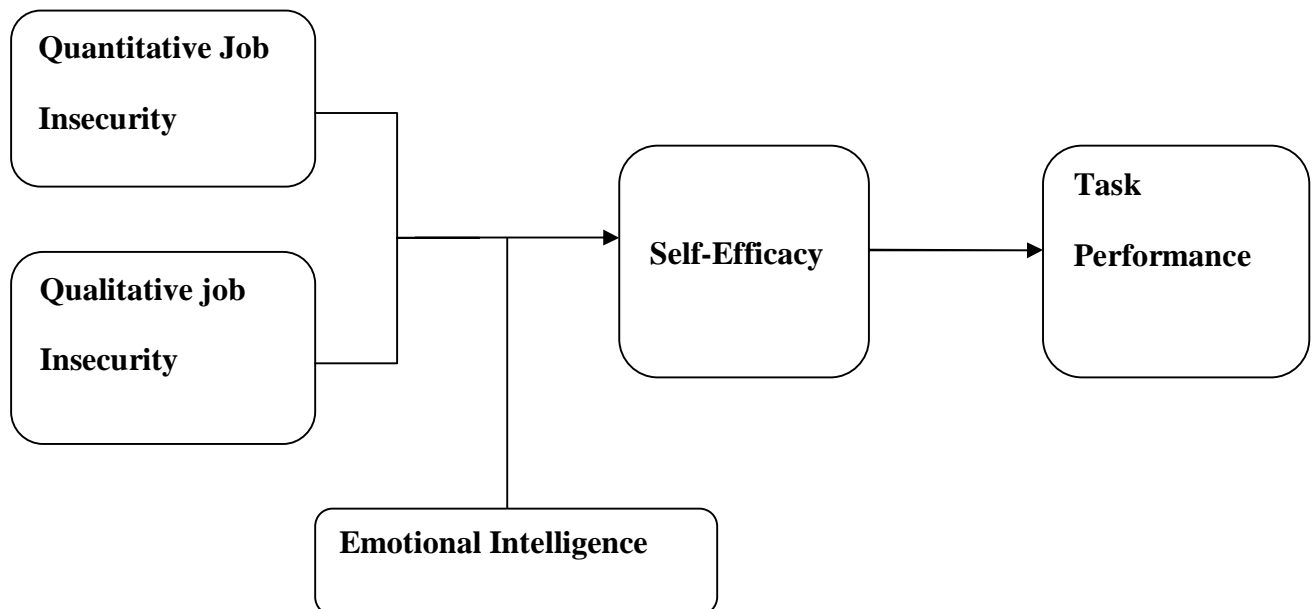 Quantitative Job
Insecurity
Qualitative job
Insecurity
Self-Efficacy
Task
Performance
Emotional Intelligence